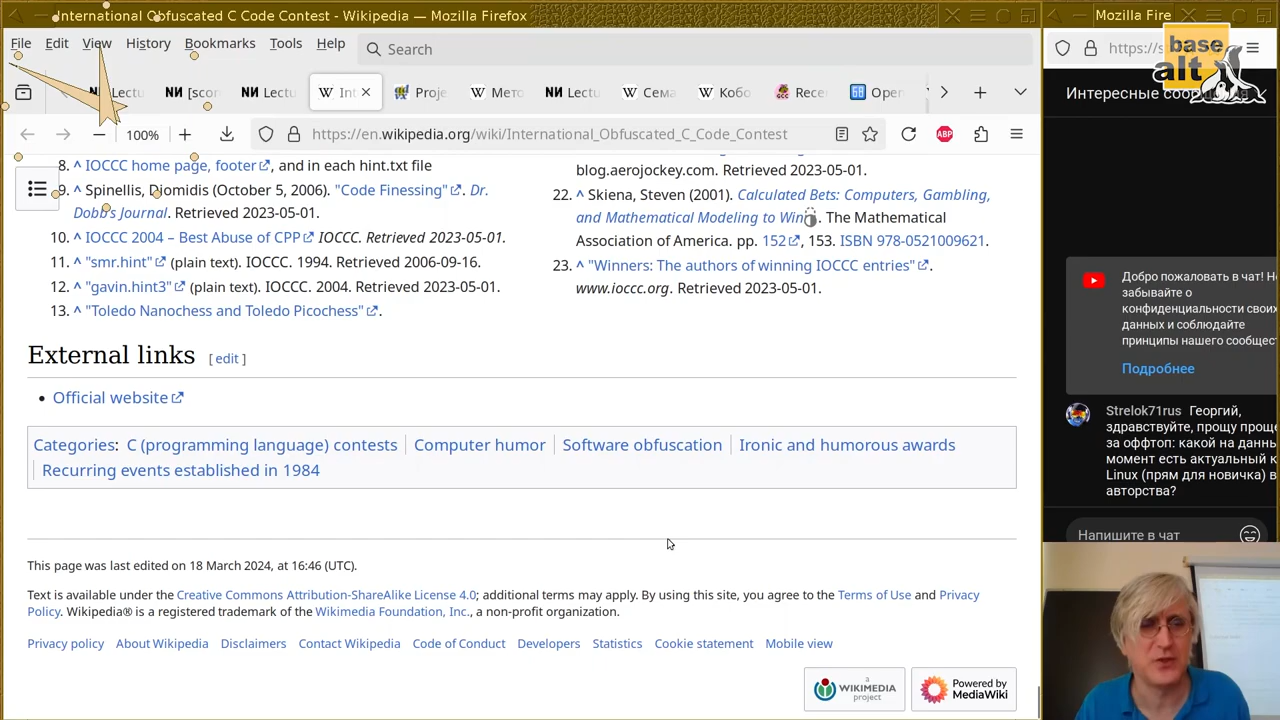 International Obfuscated C Code Contest - Wikipedia — Mozilla Firefox
Mozilla Fire
File Edit View History Bookmarks Tools Help
Search
https://s
base
alt
Lectu
[scor
Lectu
Int
Proje
Мето
Lectu
Сема
Кобо
Rece
Open
Интересные соо
100%
https://en.wikipedia.org/wiki/International_Obfuscated_C_Code_Contest
ABP
8. ^ IOCCC home page, footer, and in each hint.txt file
9. ^ Spinellis, Diomidis (October 5, 2006). "Code Finessing". Dr.
Dobb's Journal. Retrieved 2023-05-01.
10. ^ IOCCC 2004 – Best Abuse of CPP IOCCC. Retrieved 2023-05-01.
11. ^ "smr.hint" (plain text). IOCCC. 1994. Retrieved 2006-09-16.
12. ^ "gavin.hint3" (plain text). IOCCC. 2004. Retrieved 2023-05-01.
13. ^ "Toledo Nanochess and Toledo Picochess".
blog.aerojockey.com. Retrieved 2023-05-01.
22. ^ Skiena, Steven (2001). Calculated Bets: Computers, Gambling,
and Mathematical Modeling to Win. The Mathematical
Association of America. pp. 152, 153. ISBN 978-0521009621.
23. ^ "Winners: The authors of winning IOCCC entries".
www.ioccc.org. Retrieved 2023-05-01.
External links [ edit ]
• Official website
Categories: C (programming language) contests | Computer humor | Software obfuscation | Ironic and humorous awards
| Recurring events established in 1984
This page was last edited on 18 March 2024, at 16:46 (UTC).
Text is available under the Creative Commons Attribution-ShareAlike License 4.0; additional terms may apply. By using this site, you agree to the Terms of Use and Privacy
Policy. Wikipedia® is a registered trademark of the Wikimedia Foundation, Inc., a non-profit organization.
Privacy policy About Wikipedia Disclaimers Contact Wikipedia Code of Conduct Developers Statistics Cookie statement Mobile view
a
WIKIMEDIA
project
Powered by
MediaWiki
Добро пожаловать в чат! Н
забывайте о
конфиденциальности свои
данных и соблюдайте
принципы нашего сообщес
Подробнее
Strelok71rus Георгий,
здравствуйте, прошу прощ
за оффтоп: какой на данн
момент есть актуальный к
Linux (прям для новичка) в
авторства?
Напишите в чат